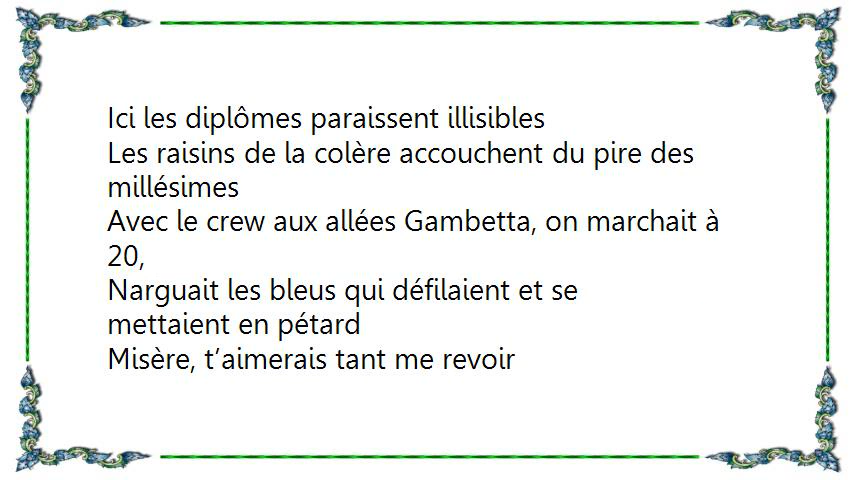 Ici les diplômes paraissent illisibles
Les raisins de la colère accouchent du pire des
millésimes
Avec le crew aux allées Gambetta, on marchait à
20,
Narguait les bleus qui défilaient et se
mettaient en pétard
Misère, t’aimerais tant me revoir